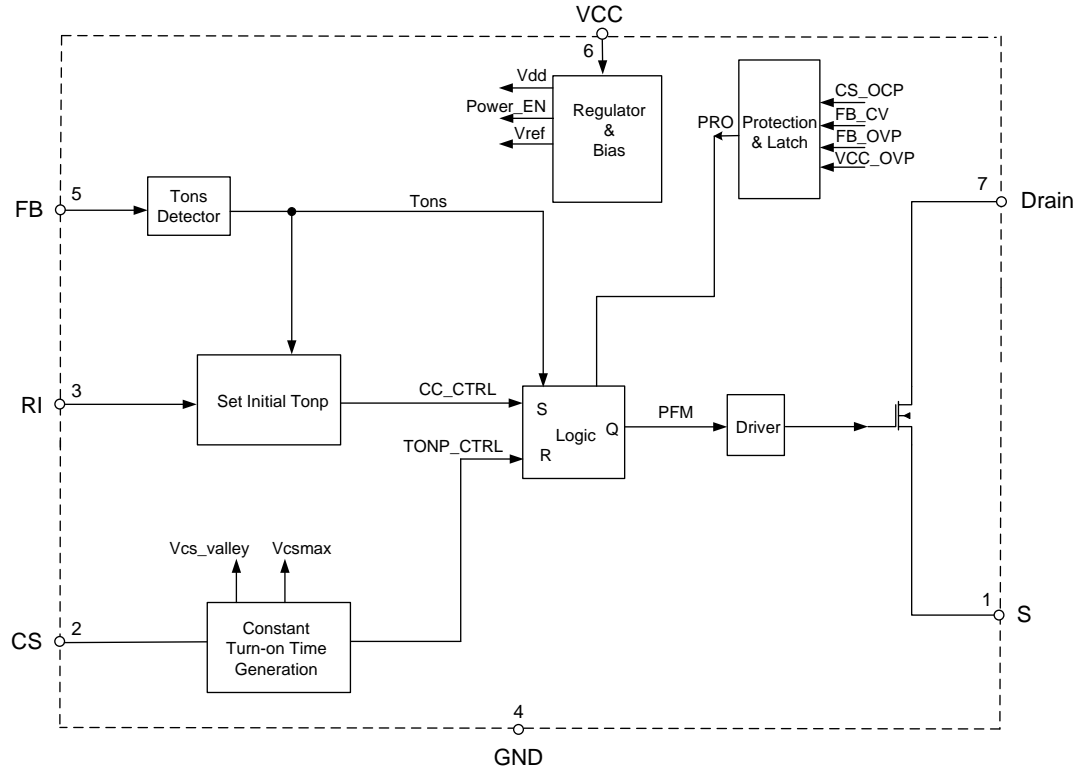 VCC
6
Vdd
Power_EN
Vref
Regulator
&
Bias
PRO
Protection
& Latch
CS_OCP
FB_CV
FB_OVP
VCC_OVP
FB
5
Tons
Detector
Tons
7
Drain
RI
3
Set Initial Tonp
CC_CTRL
TONP_CTRL
S
Logic
Q
R
PFM
Driver
Vcs_valley
Vcsmax
CS
2
Constant
Turn-on Time
Generation
1
S
4
GND